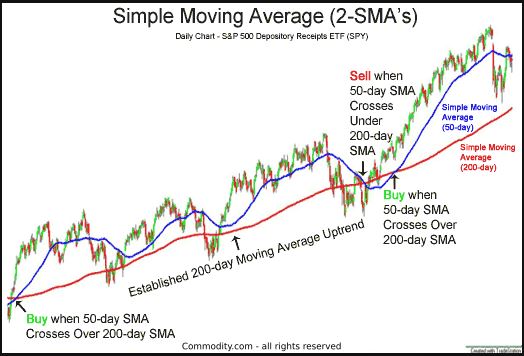 Simple Moving Average (2-SMA's)
Daily Chart - S&P 500 Depository Receipts ETF (SPY)
Sell when
50-day SMA
Crosses
Under
200-day
SMA
Simple Moving
Average
(50-day)
Simple Moving
Average
(200-day)
Buy when
50-day SMA
Crosses Over
200-day SMA
Established 200-day Moving Average Uptrend
Buy when 50-day SMA
Crosses Over 200-day SMA
Commodity.com - all rights reserved
Created with TradeStation